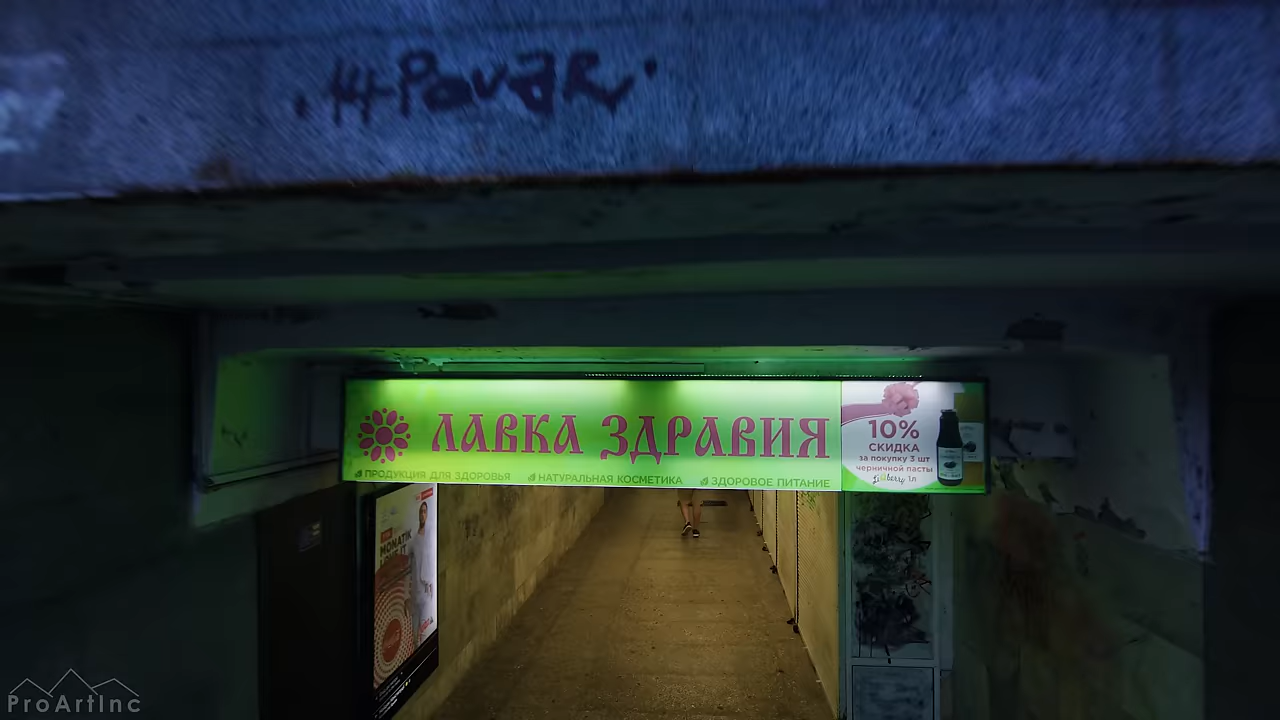 Povar
ЛАВКА ЗДРАВИЯ
ПРОДУКЦИЯ ДЛЯ ЗДОРОВЬЯ НАТУРАЛЬНАЯ КОСМЕТИКА ЗДОРОВОЕ ПИТАНИЕ
10%
СКИДКА
за покупку 3 шт
черничной пасты
1л
MONATIK
ProArtInc